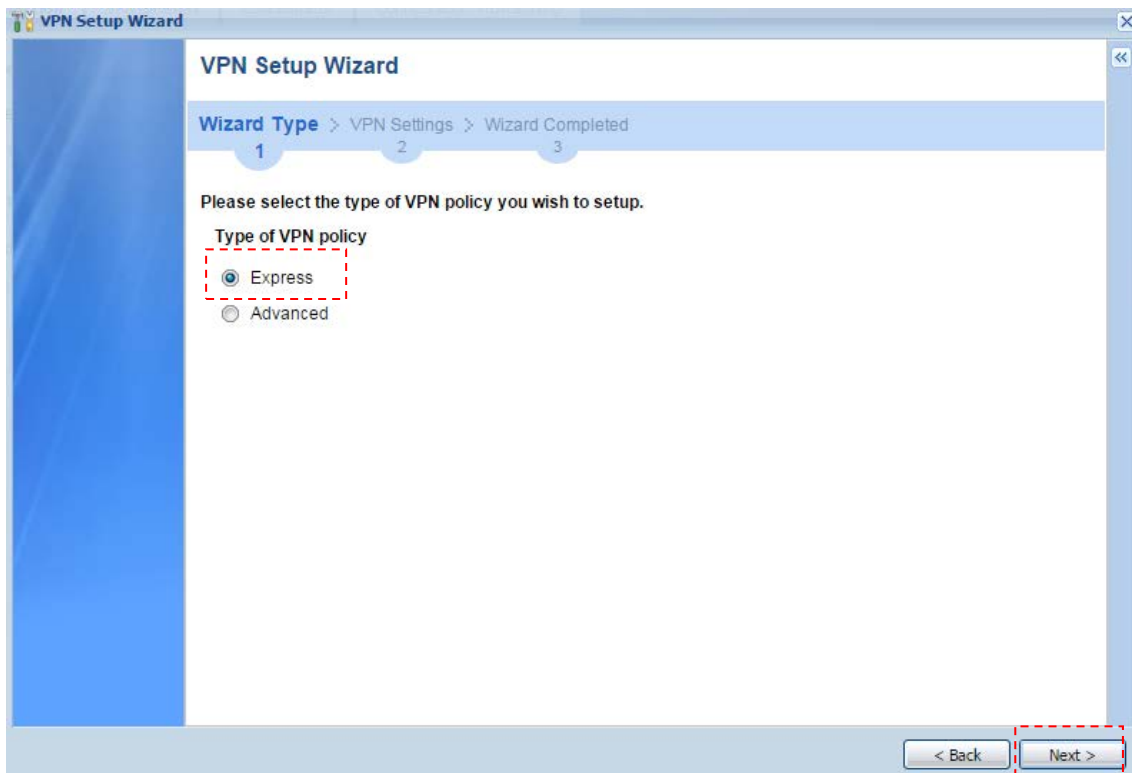 VPN Setup Wizard
VPN Setup Wizard
Wizard Type > VPN Settings > Wizard Completed
1 2 3
Please select the type of VPN policy you wish to setup.
Type of VPN policy
Express
Advanced
< Back Next >